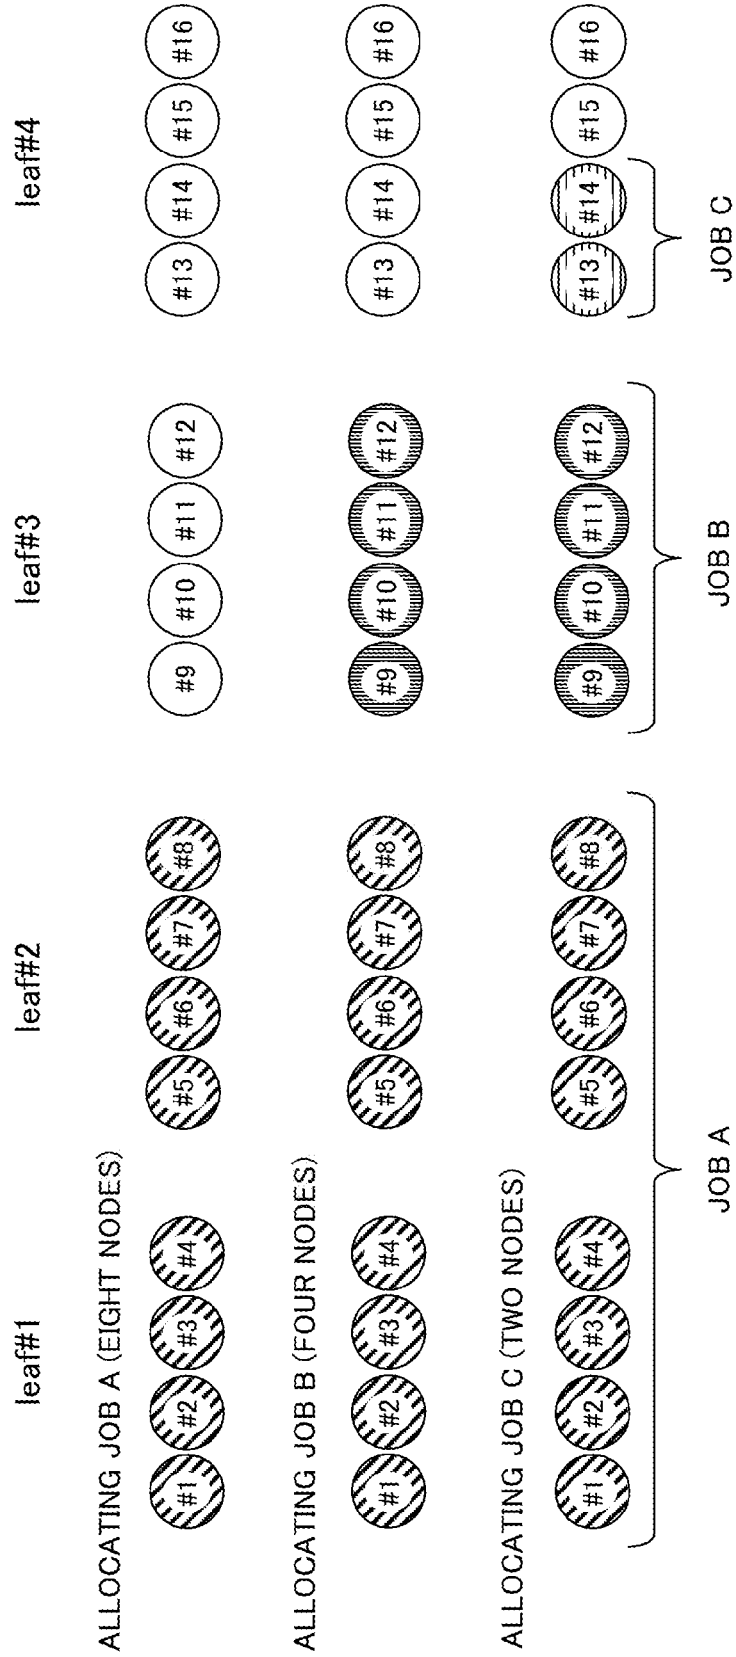 leaf#1 leaf#2 leaf#3 leaf#4
ALLOCATING JOB A (EIGHT NODES)
#1 #2 #3 #4 #5 #6 #7 #8 #9 #10 #11 #12 #13 #14 #15 #16
ALLOCATING JOB B (FOUR NODES)
#1 #2 #3 #4 #5 #6 #7 #8 #9 #10 #11 #12 #13 #14 #15 #16
ALLOCATING JOB C (TWO NODES)
#1 #2 #3 #4 #5 #6 #7 #8 #9 #10 #11 #12 #13 #14 #15 #16
JOB A JOB B JOB C